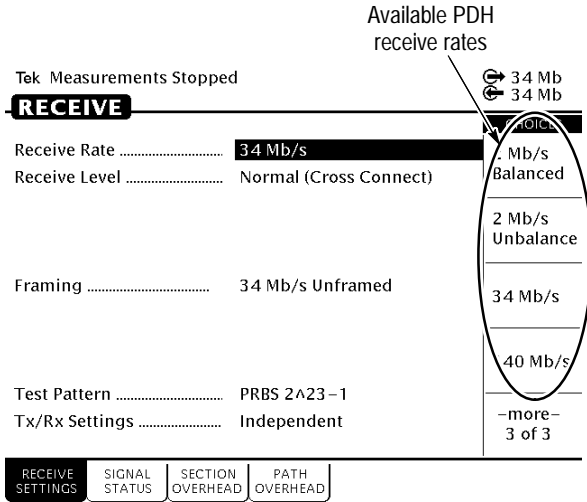 Available PDH
receive rates
Tek Measurements Stopped
34 Mb
34 Mb
RECEIVE
CHOICES
Receive Rate ............................ 34 Mb/s
Mb/s
Balanced
Receive Level .......................... Normal (Cross Connect)
2 Mb/s
Unbalance
Framing ................................. 34 Mb/s Unframed
34 Mb/s
40 Mb/s
Test Pattern ............................ PRBS 2^23-1
Tx/Rx Settings ...................... Independent
-more-
3 of 3
RECEIVE
SETTINGS
SIGNAL
STATUS
SECTION
OVERHEAD
PATH
OVERHEAD